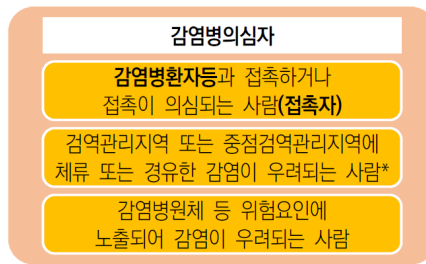 감염병의심자
감염병환자등과 접촉하거나
접촉이 의심되는 사람(접촉자)
검역관리지역 또는 중점검역관리지역에
체류 또는 경유한 감염이 우려되는 사람*
감염병원체 등 위험요인에
노출되어 감염이 우려되는 사람